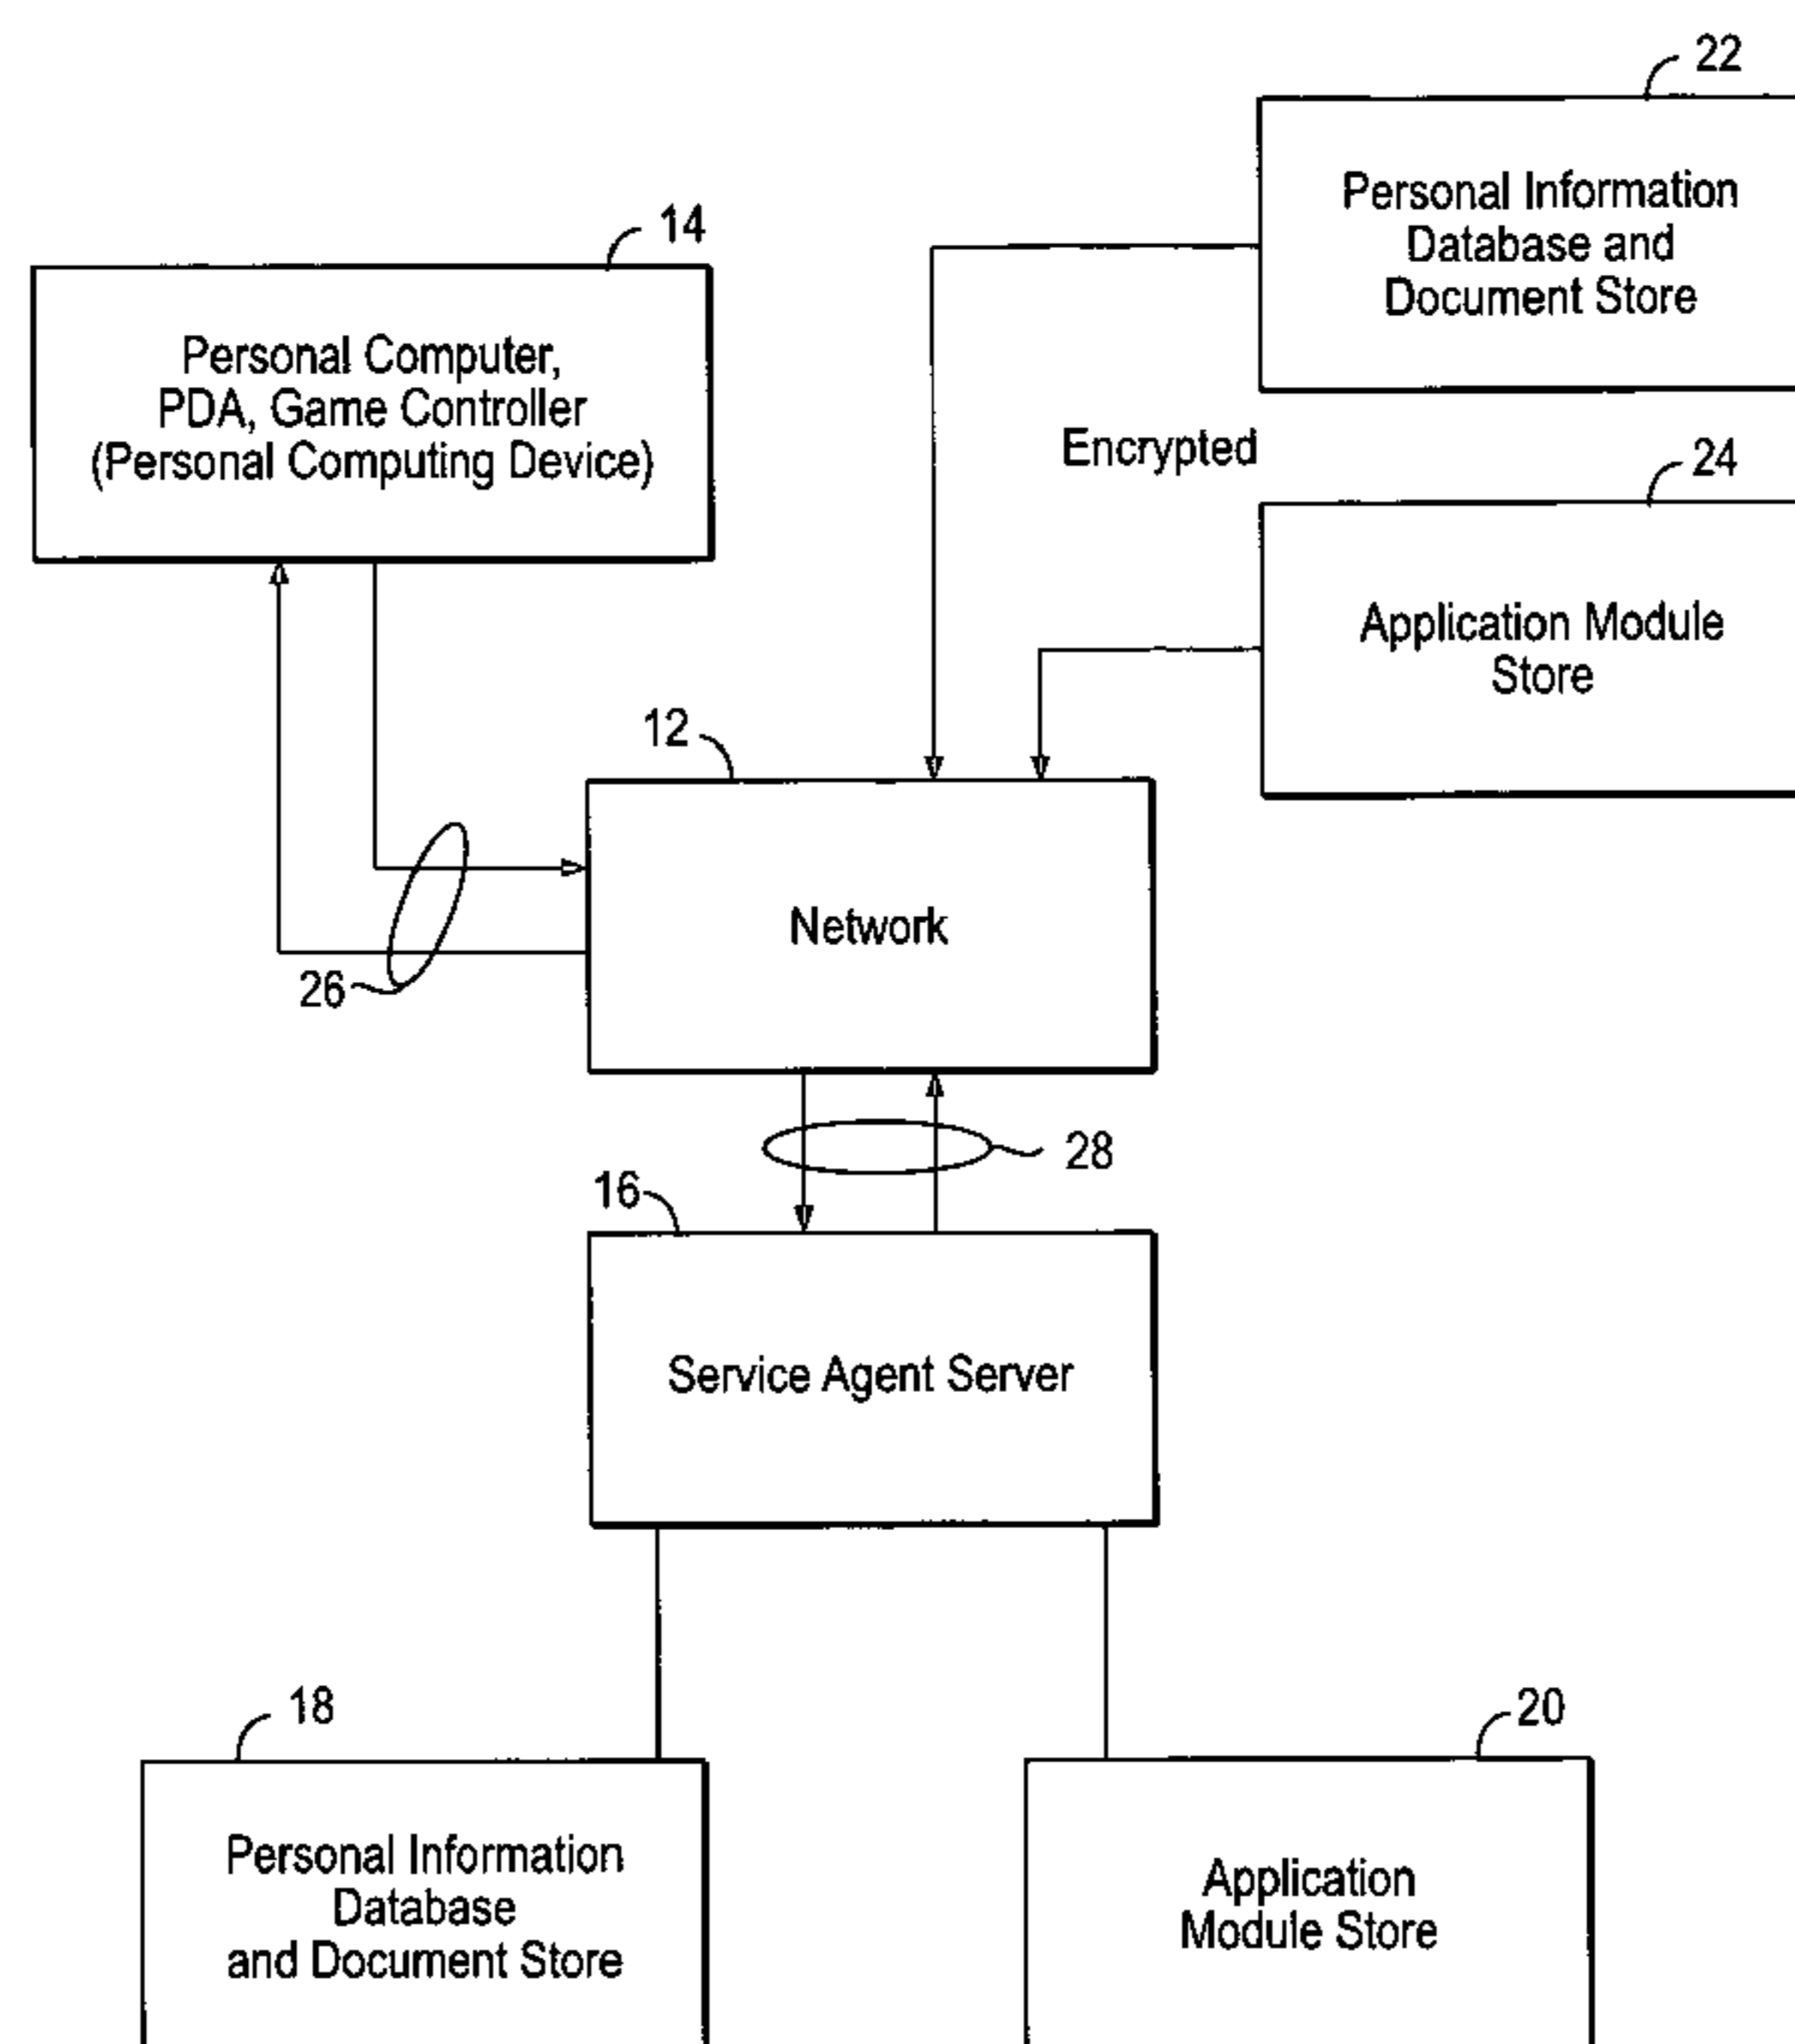 22
Personal Information
Database and
Document Store
14
Personal Computer,
PDA, Game Controller
(Personal Computing Device)
Encrypted
24
Application Module
Store
12
Network
26
28
16
Service Agent Server
18
Personal Information
Database
and Document Store
20
Application
Module Store